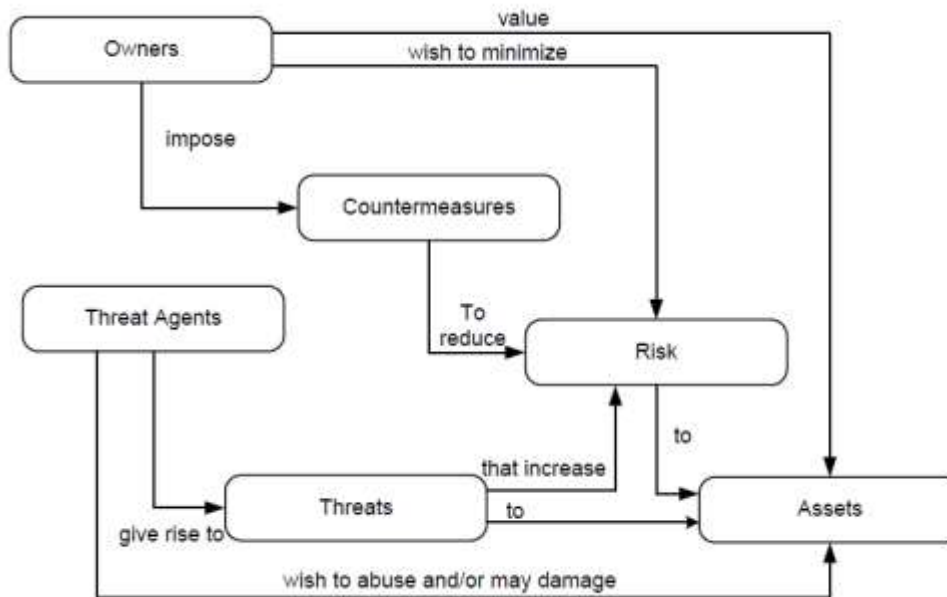 value
Owners
wish to minimize
impose
Countermeasures
Threat Agents
To
reduce
Risk
to
that increase
Threats
to
Assets
give rise to
wish to abuse and/or may damage